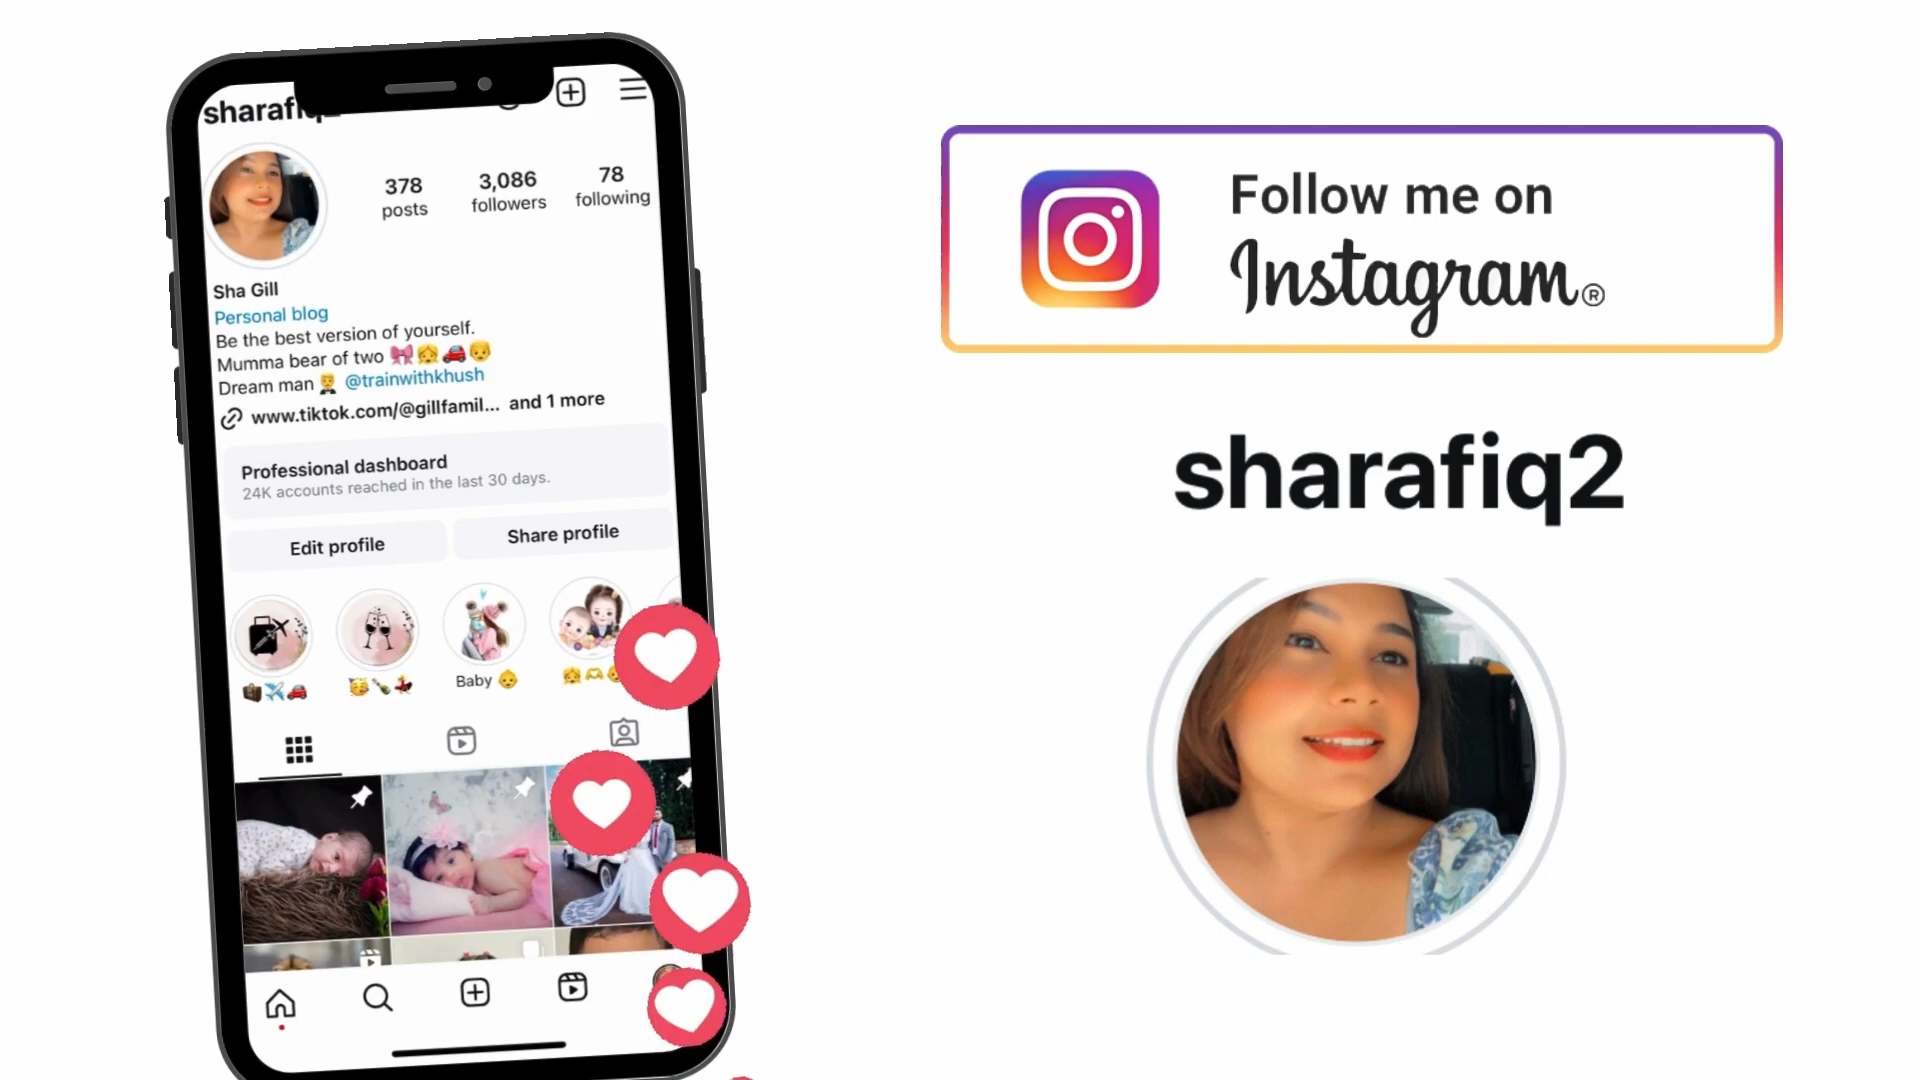 sharafiq2
378
posts
3,086
followers
78
following
Sha Gill
Personal blog
Be the best version of yourself.
Mumma bear of two 🎀👧🚗👦
Dream man 🤵‍♂️ @trainwithkhush
www.tiktok.com/@gillfamil... and 1 more
Professional dashboard
24K accounts reached in the last 30 days.
Edit profile
Share profile
Baby 👶
Follow me on
Instagram®
sharafiq2